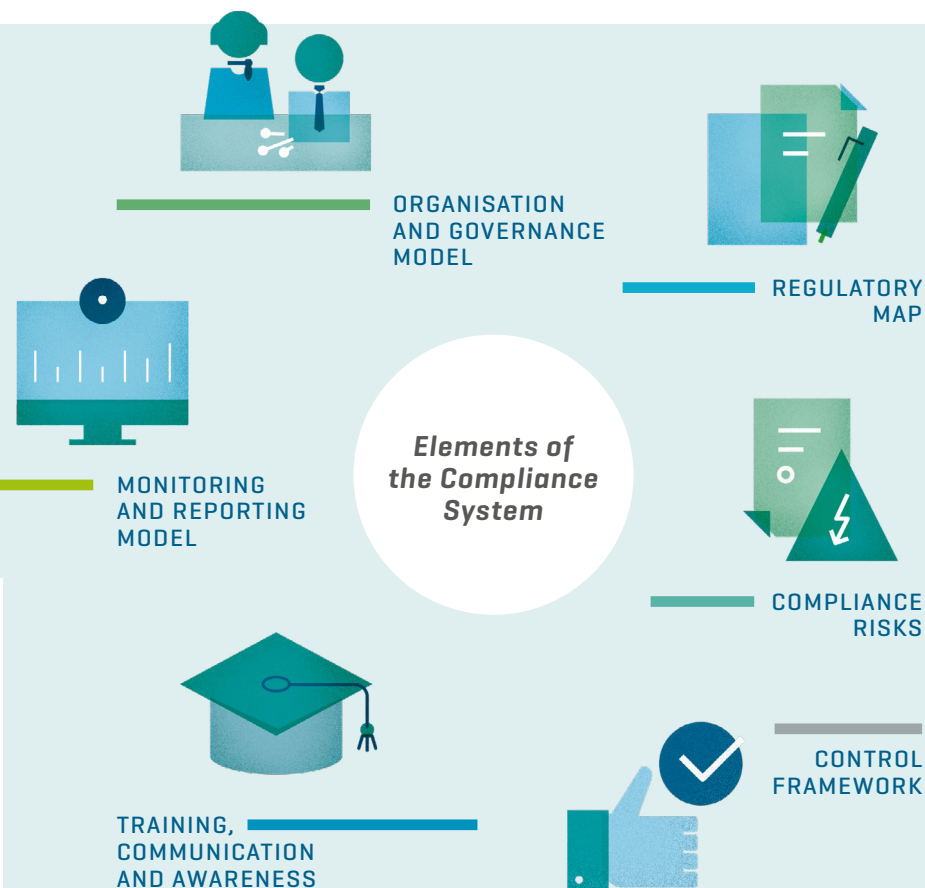 ORGANISATION
AND GOVERNANCE
MODEL
REGULATORY
MAP
Elements of
the Compliance
System
MONITORING
AND REPORTING
MODEL
COMPLIANCE
RISKS
CONTROL
FRAMEWORK
TRAINING,
COMMUNICATION
AND AWARENESS